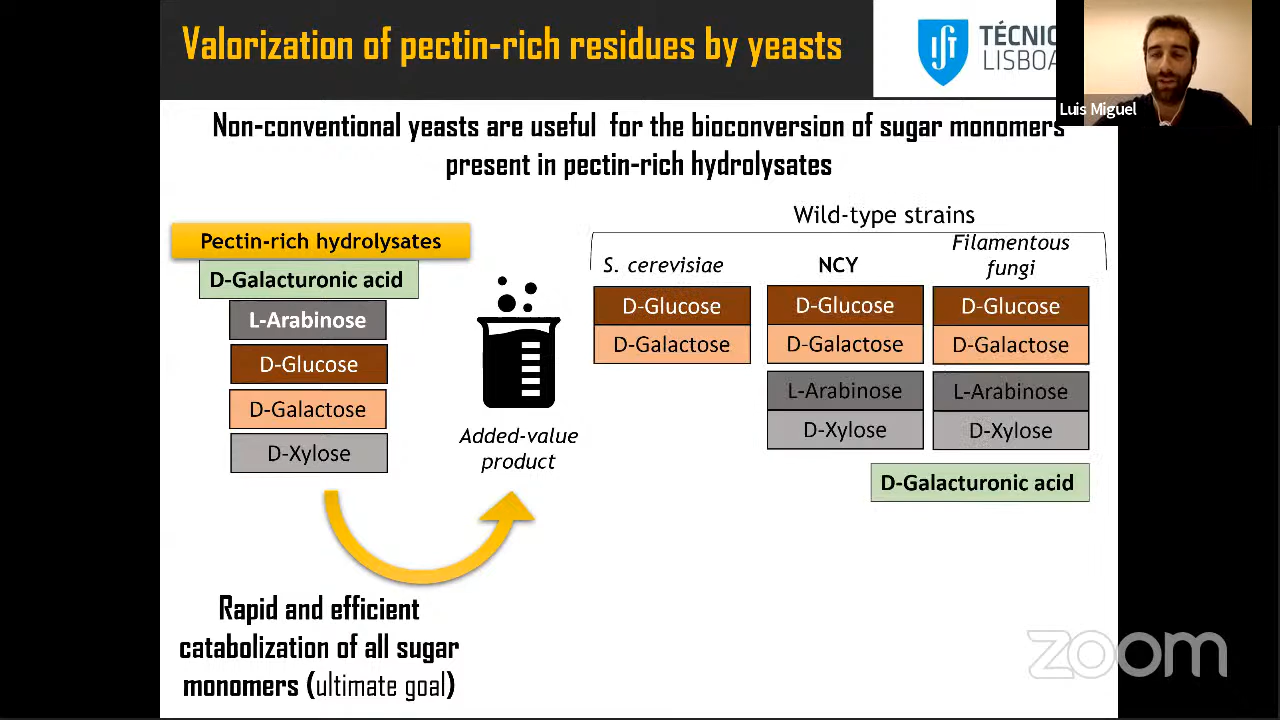 Valorization of pectin-rich residues by yeasts
TÉCNICO
LISBOA
Luis Miguel
Non-conventional yeasts are useful for the bioconversion of sugar monomers
present in pectin-rich hydrolysates
Pectin-rich hydrolysates
D-Galacturonic acid
L-Arabinose
D-Glucose
D-Galactose
D-Xylose
Added-value
product
Rapid and efficient
catabolization of all sugar
monomers (ultimate goal)
Wild-type strains
S. cerevisiae
D-Glucose
D-Galactose
NCY
D-Glucose
D-Galactose
L-Arabinose
D-Xylose
Filamentous
fungi
D-Glucose
D-Galactose
L-Arabinose
D-Xylose
D-Galacturonic acid
zoom